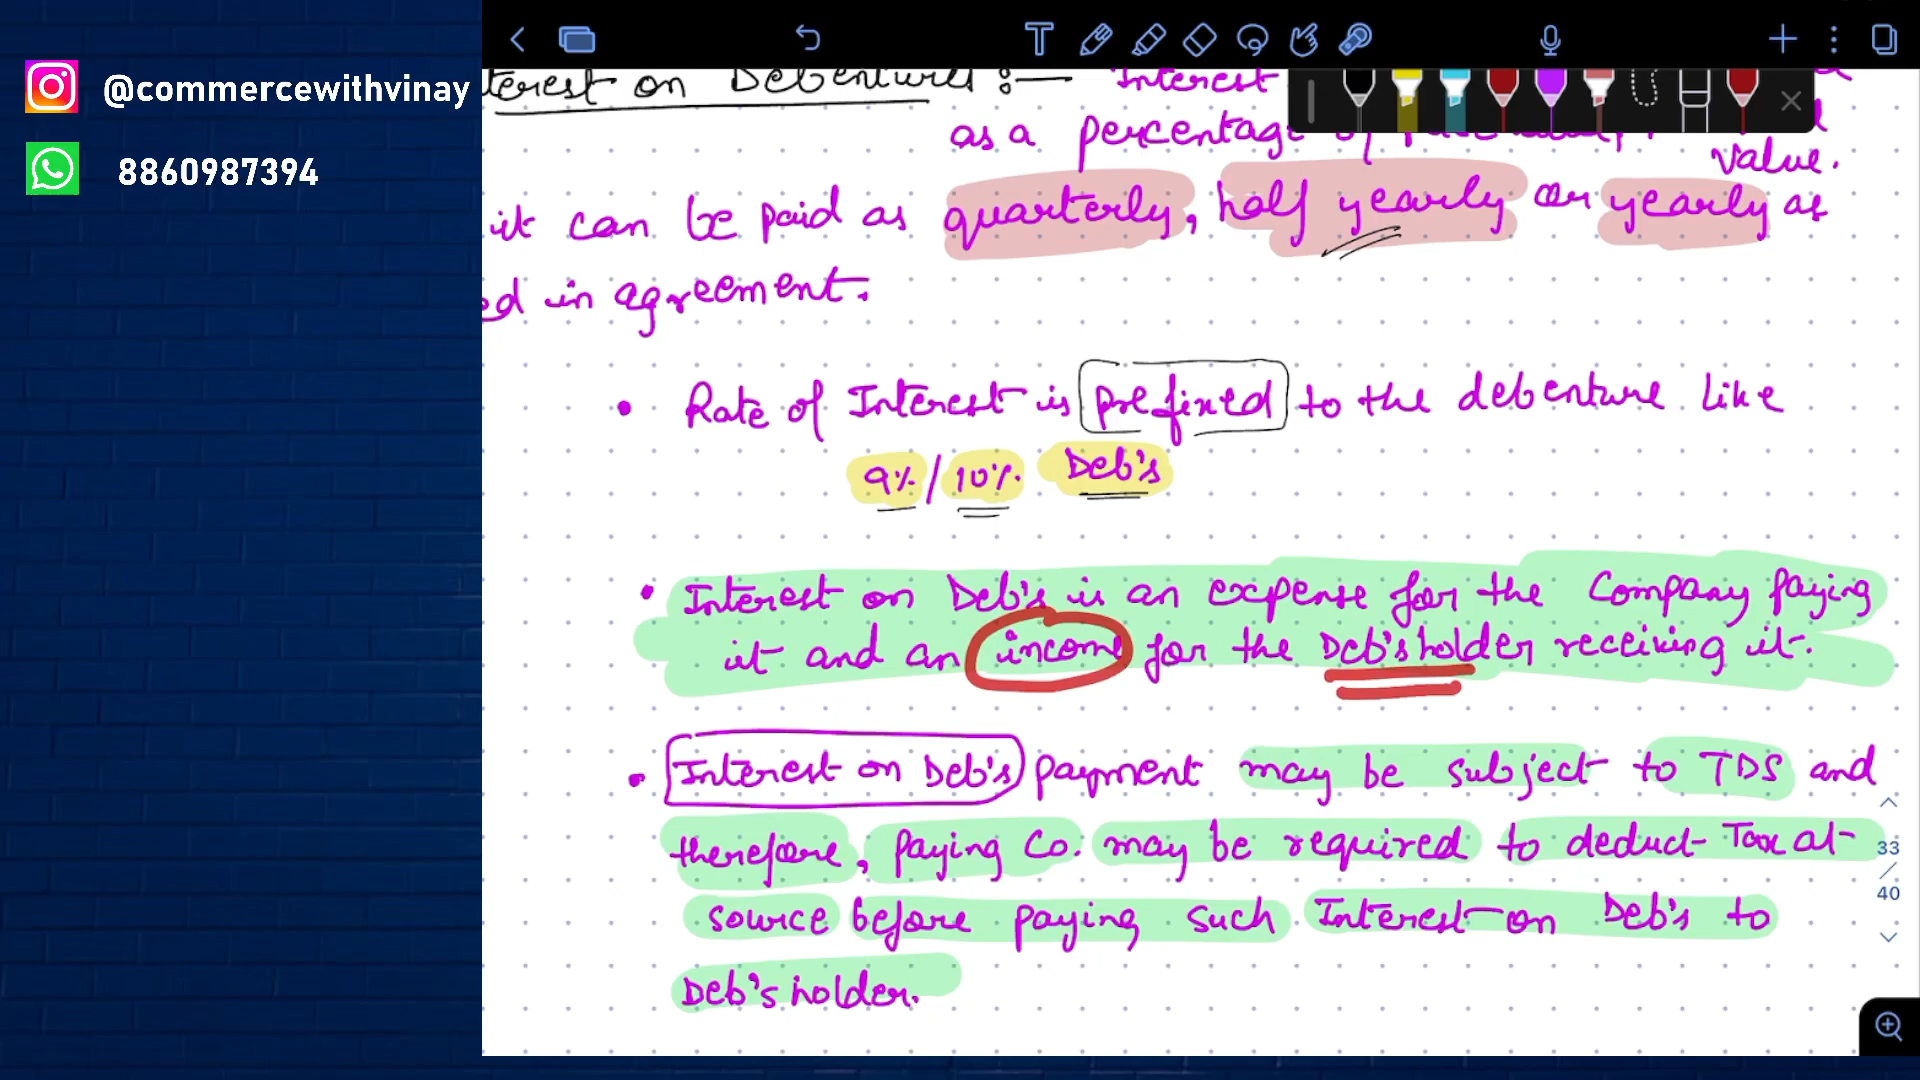 @commercewithvinay
8860987394
terest on Debentures :— Interest
as a percentage of
value.
it can be paid as quarterly, half yearly or yearly as
ed in agreement.
• Rate of Interest is prefixed to the debenture like
9% / 10% Deb's
• Interest on Deb's is an expense for the Company paying
it and an income for the Deb's holder receiving it.
• Interest on Deb's payment may be subject to TDS and
therefore, Paying Co. may be required to deduct Tax at
source before paying such Interest on Deb's to
Deb's holder.
33
40